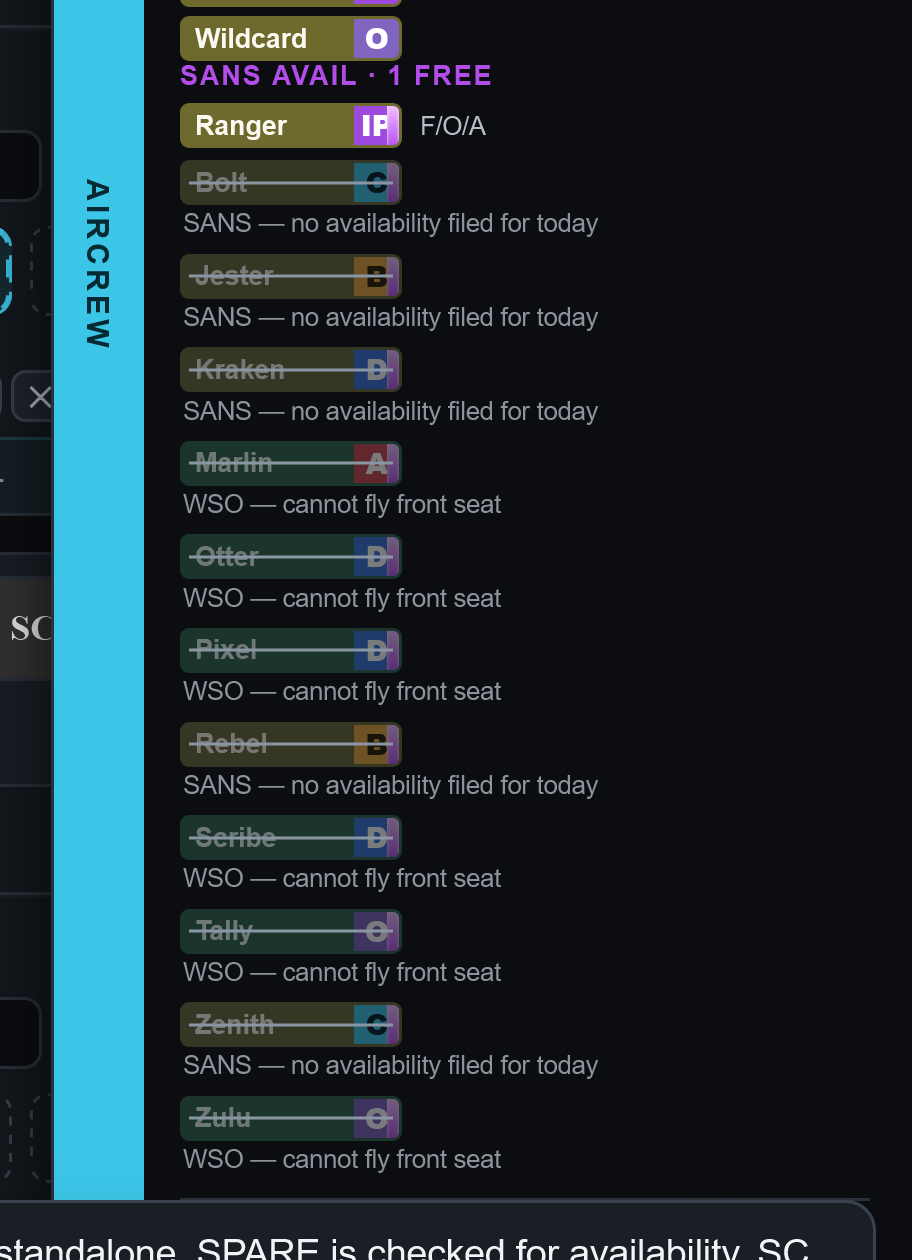 Wildcard O
SANS AVAIL · 1 FREE
Ranger IP F/O/A
Bolt C
SANS — no availability filed for today
Jester B
SANS — no availability filed for today
Kraken D
SANS — no availability filed for today
Marlin A
WSO — cannot fly front seat
Otter D
WSO — cannot fly front seat
Pixel D
WSO — cannot fly front seat
Rebel B
SANS — no availability filed for today
Scribe D
WSO — cannot fly front seat
Tally O
WSO — cannot fly front seat
Zenith C
SANS — no availability filed for today
Zulu O
WSO — cannot fly front seat
AIRCREW
SC
standalone. SPARE is checked for availability. SC